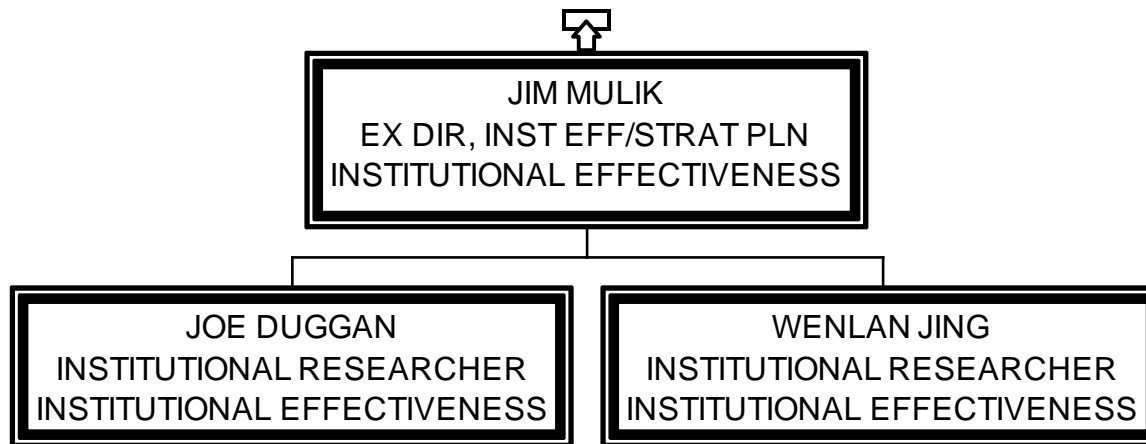 JIM MULIK
EX DIR, INST EFF/STRAT PLN
INSTITUTIONAL EFFECTIVENESS
JOE DUGGAN
INSTITUTIONAL RESEARCHER
INSTITUTIONAL EFFECTIVENESS
WENLAN JING
INSTITUTIONAL RESEARCHER
INSTITUTIONAL EFFECTIVENESS